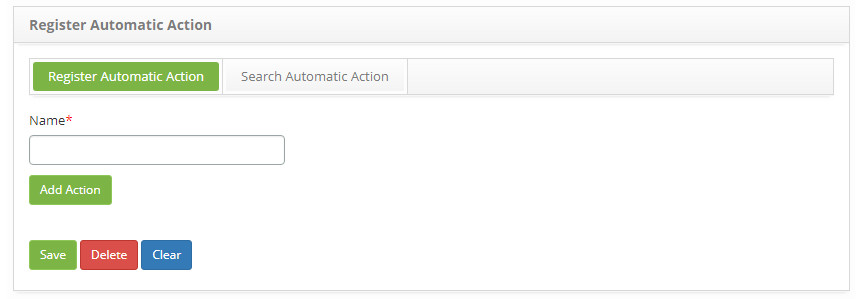 Register Automatic Action
Register Automatic Action Search Automatic Action
Name*
Add Action
Save Delete Clear